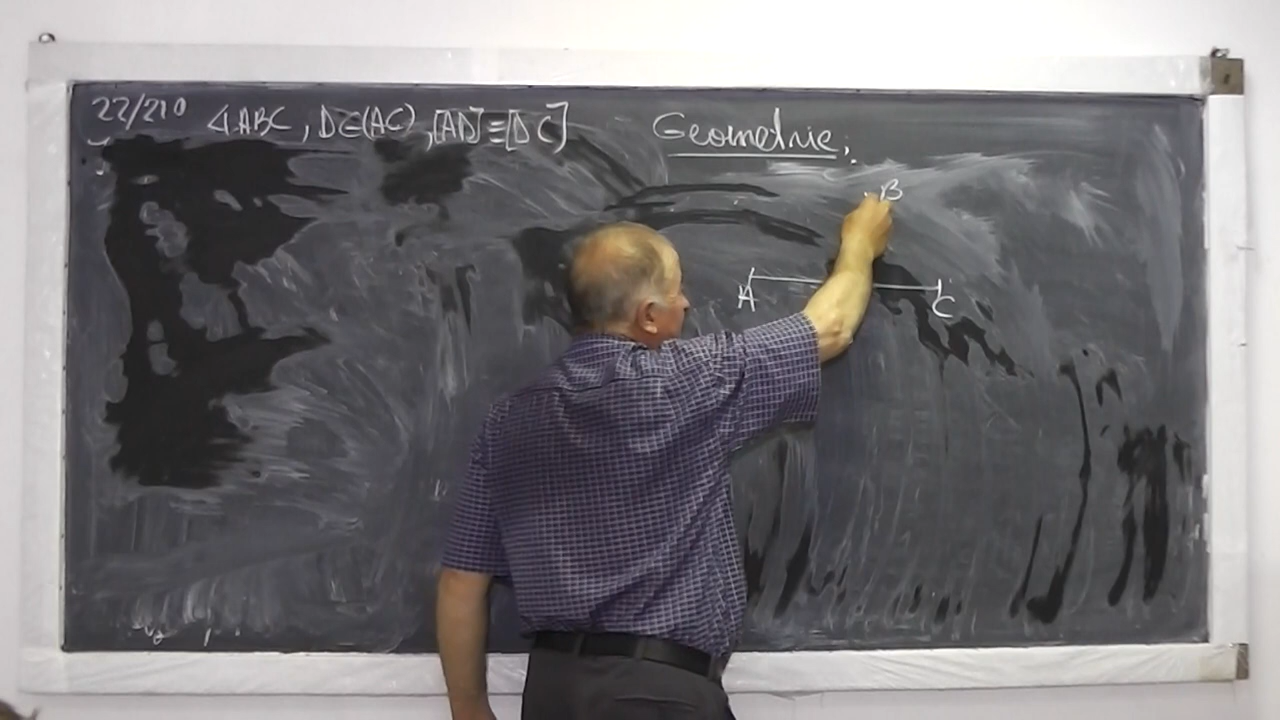 22/210 ∢ABC, D∈(AC), [AD]≡[DC]
Geometrie;
B
A
C